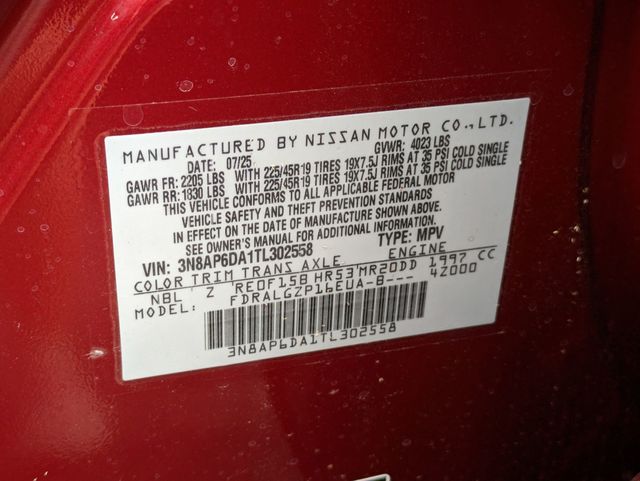 MANUFACTURED BY NISSAN MOTOR CO., LTD.
DATE: 07/25 GVWR: 4023 LBS
GAWR FR: 2205 LBS WITH 225/45R19 TIRES 19X7.5J RIMS AT 35 PSI COLD SINGLE
GAWR RR: 1830 LBS WITH 225/45R19 TIRES 19X7.5J RIMS AT 35 PSI COLD SINGLE
THIS VEHICLE CONFORMS TO ALL APPLICABLE FEDERAL MOTOR
VEHICLE SAFETY AND THEFT PREVENTION STANDARDS
IN EFFECT ON THE DATE OF MANUFACTURE SHOWN ABOVE.
SEE OWNER'S MANUAL FOR ADDITIONAL INFORMATION
VIN: 3N8AP6DA1TL302558 TYPE: MPV
COLOR TRIM TRANS AXLE ENGINE
NBL Z RE0F15B HR53 MR20DD 1997 CC
MODEL: FDRALGZP16EUA-B--- 4Z000
3N8AP6DA1TL302558